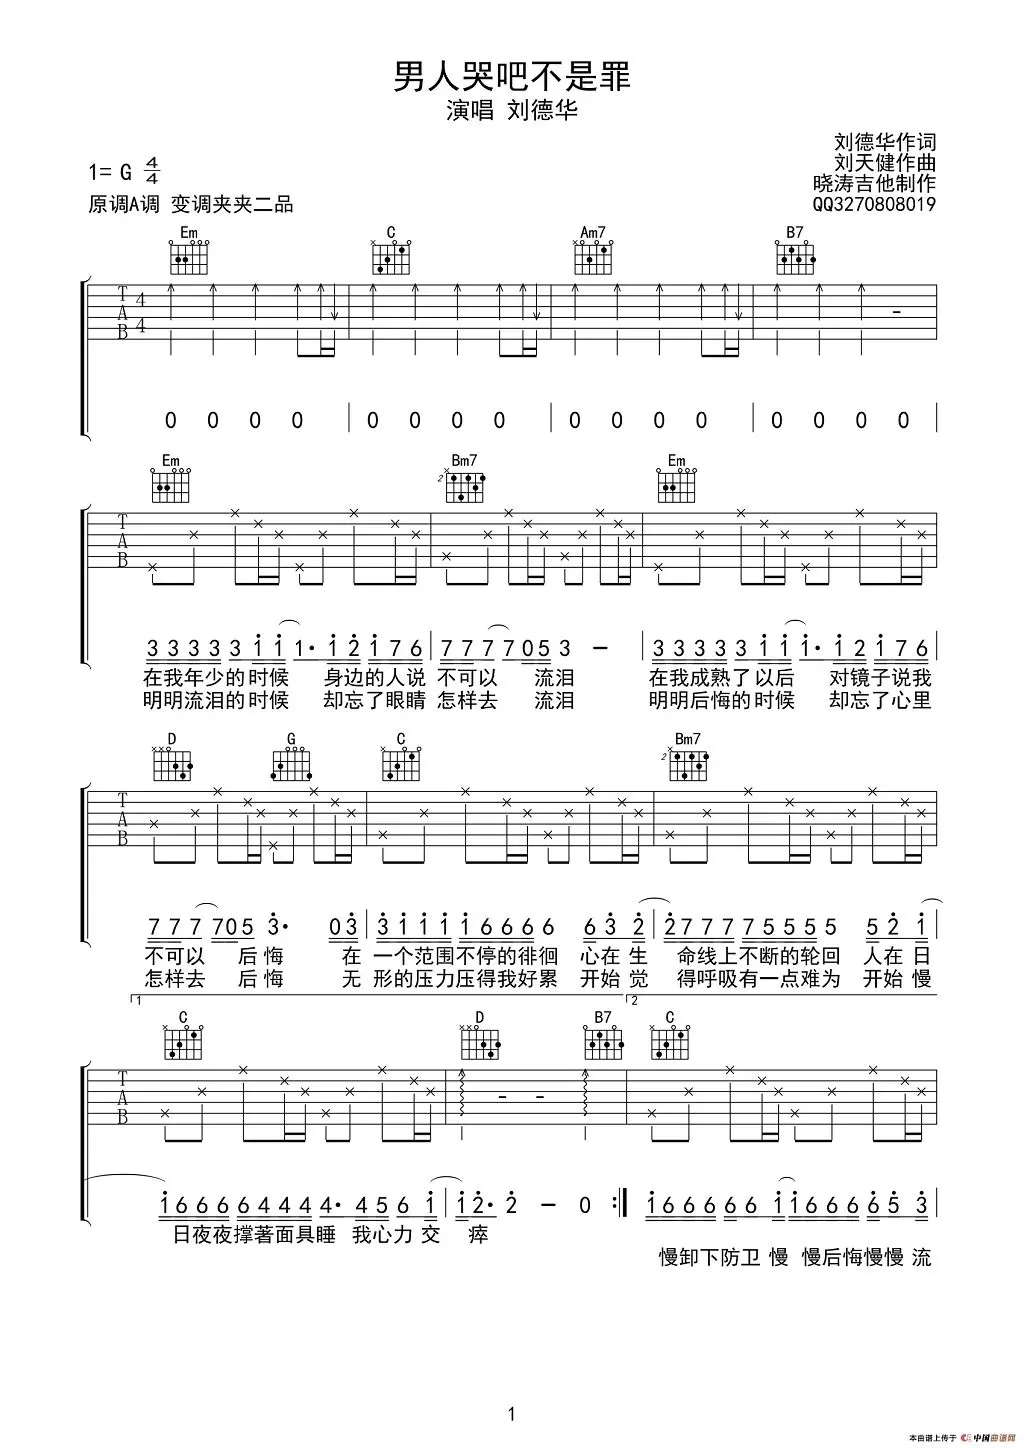 男人哭吧不是罪
演唱 刘德华
刘德华作词
1= G 4/4
刘天健作曲
晓涛吉他制作
原调A调 变调夹夹二品
QQ3270808019
Em C Am7 B7
T A B 4 4
0 0 0 0 | 0 0 0 0 | 0 0 0 0 | 0 0 0 0
Em Bm7 Em
T A B
3 3 3 3 3 1 1 1· 1 2 1 7 6 | 7 7 7 7 0 5 3 － | 3 3 3 3 3 1 1 1· 1 2 1 7 6
在我年少的时候 身边的人说 不可以 流泪 在我成熟了以后 对镜子说我
明明流泪的时候 却忘了眼睛 怎样去 流泪 明明后悔的时候 却忘了心里
D G C Bm7
T A B
7 7 7 7 0 5 3· 0 3 | 3 1 1 1 1 6 6 6 6 6 3 2 | 2 7 7 7 7 5 5 5 5 5 2 1
不可以 后悔 在 一个范围不停的徘徊 心在生 命线上不断的轮回 人在日
怎样去 后悔 无 形的压力压得我好累 开始觉 得呼吸有一点难为 开始慢
1 2
C D B7 C
T A B
1 6 6 6 6 4 4 4 4· 4 5 6 1 | 1 2· 2 － 0 :| 1 6 6 6 6 6 1 1 6 6 6 6 5 3
日夜夜撑著面具睡 我心力 交 瘁
慢卸下防卫 慢 慢后悔慢慢 流
1
本曲谱上传于 中国曲谱网